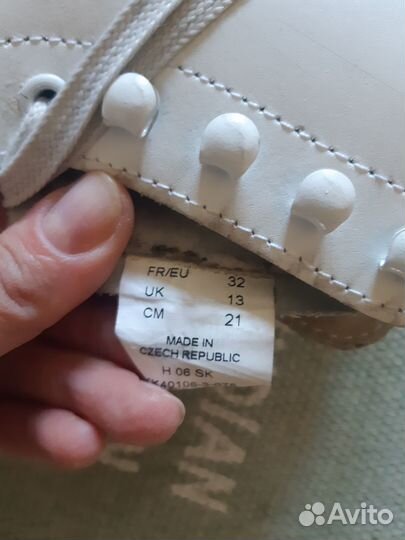 FR/EU 32
UK 13
CM 21
MADE IN
CZECH REPUBLIC
H 06 SK
Avito